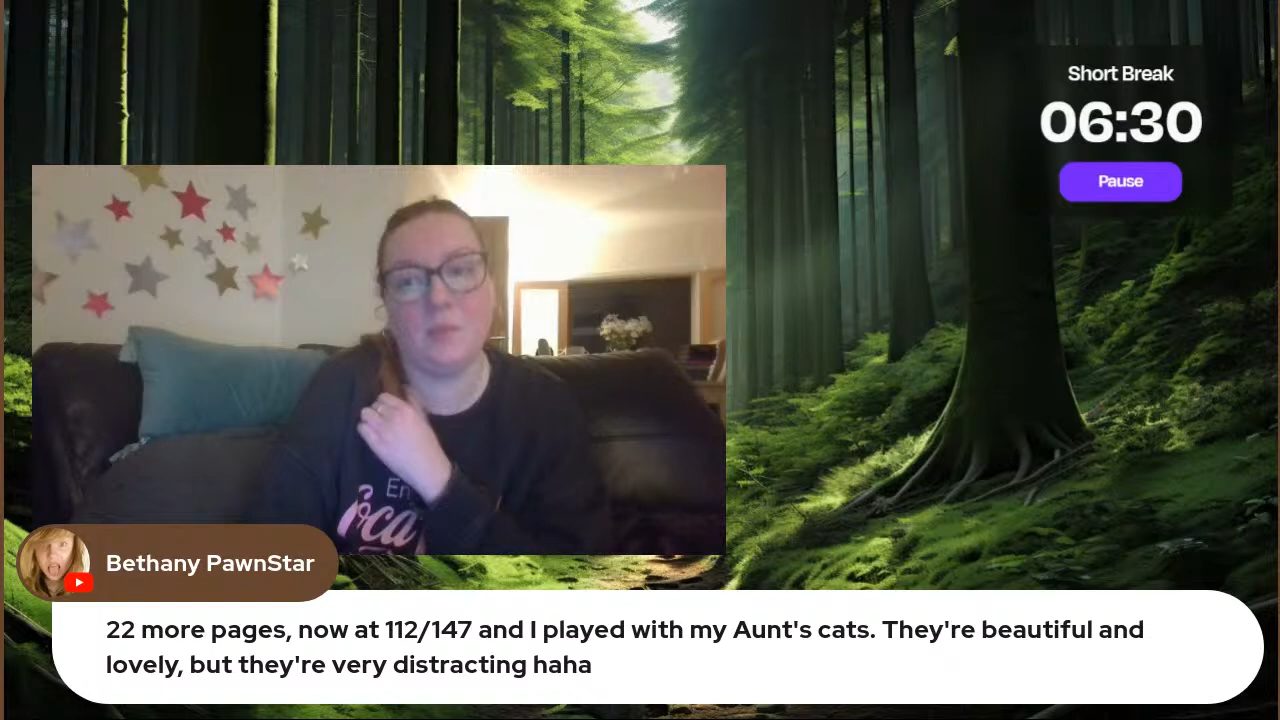 Short Break
06:30
Pause
En
Bethany PawnStar
22 more pages, now at 112/147 and I played with my Aunt's cats. They're beautiful and
lovely, but they're very distracting haha